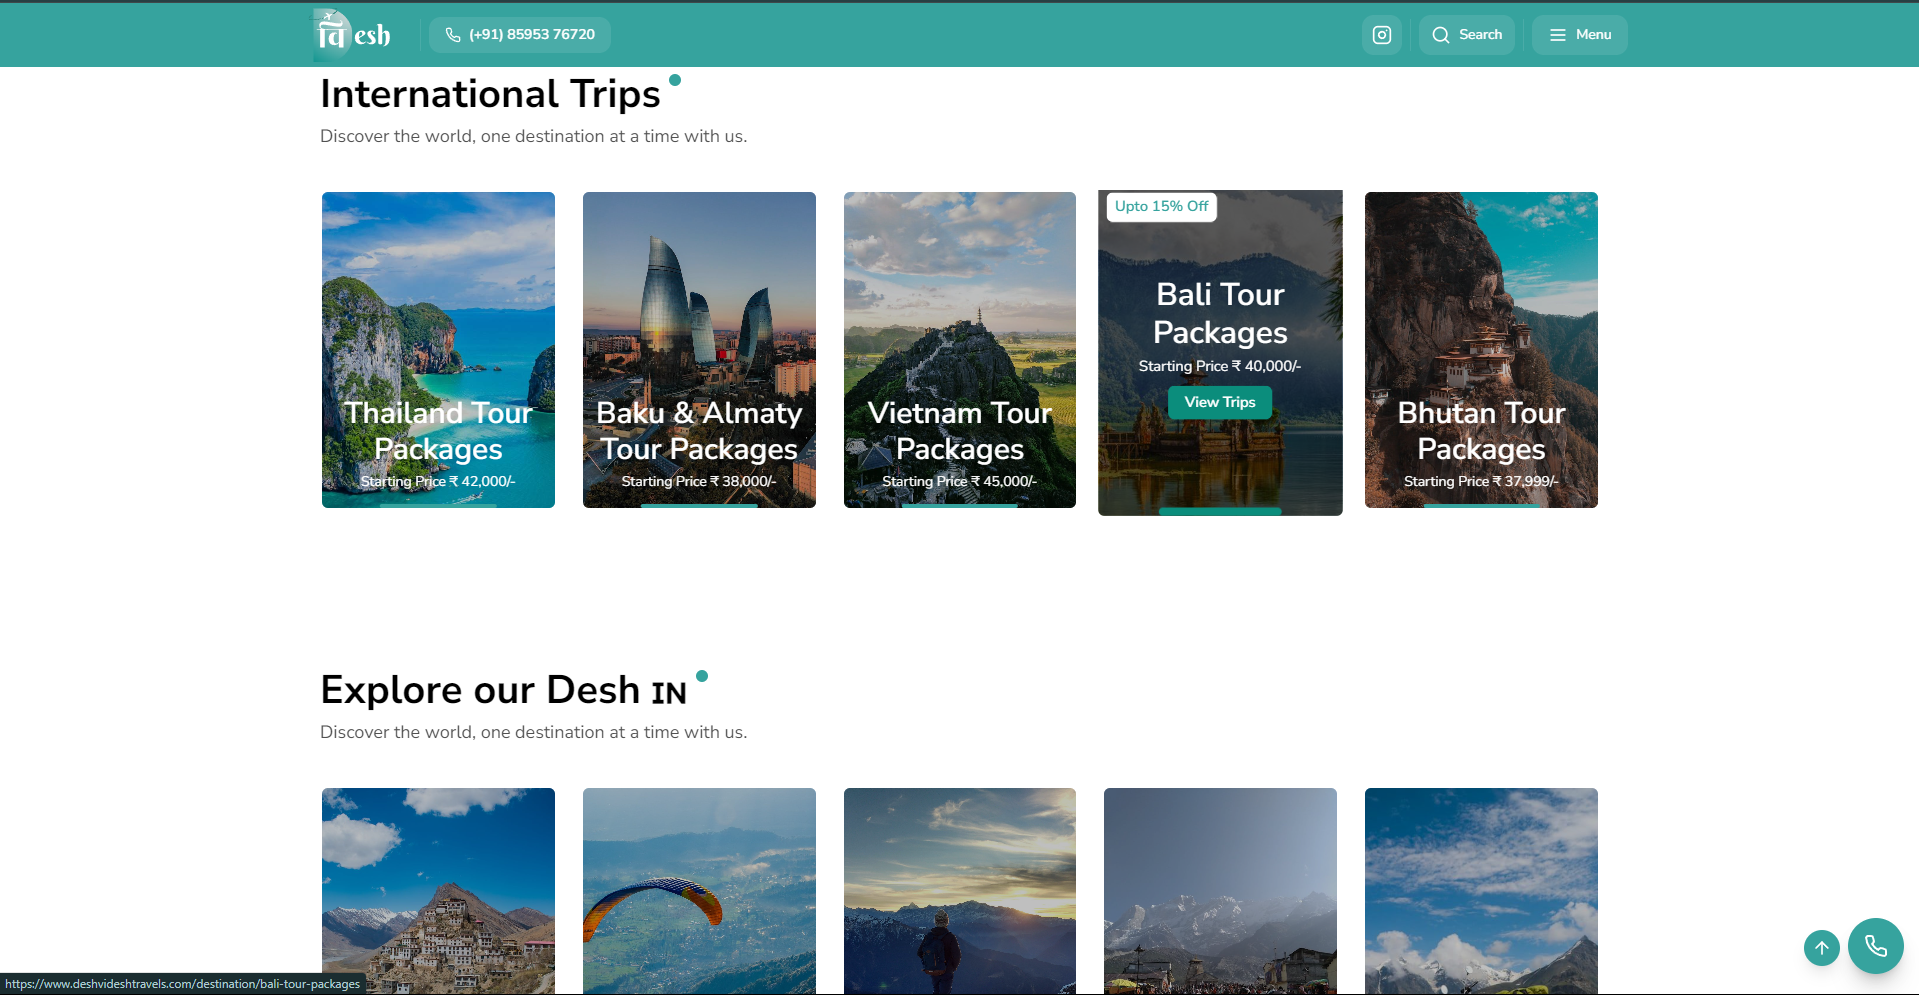 विesh
(+91) 85953 76720
Search
Menu
International Trips
Discover the world, one destination at a time with us.
Thailand Tour
Packages
Starting Price ₹ 42,000/-
Baku & Almaty
Tour Packages
Starting Price ₹ 38,000/-
Vietnam Tour
Packages
Starting Price ₹ 45,000/-
Upto 15% Off
Bali Tour
Packages
Starting Price ₹ 40,000/-
View Trips
Bhutan Tour
Packages
Starting Price ₹ 37,999/-
Explore our Desh IN
Discover the world, one destination at a time with us.
https://www.deshvideshtravels.com/destination/bali-tour-packages